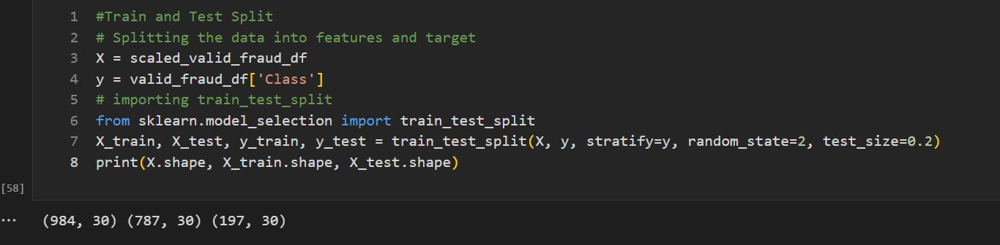 1 #Train and Test Split
2 # Splitting the data into features and target
3 X = scaled_valid_fraud_df
4 y = valid_fraud_df['Class']
5 # importing train_test_split
6 from sklearn.model_selection import train_test_split
7 X_train, X_test, y_train, y_test = train_test_split(X, y, stratify=y, random_state=2, test_size=0.2)
8 print(X.shape, X_train.shape, X_test.shape)
[58]
... (984, 30) (787, 30) (197, 30)